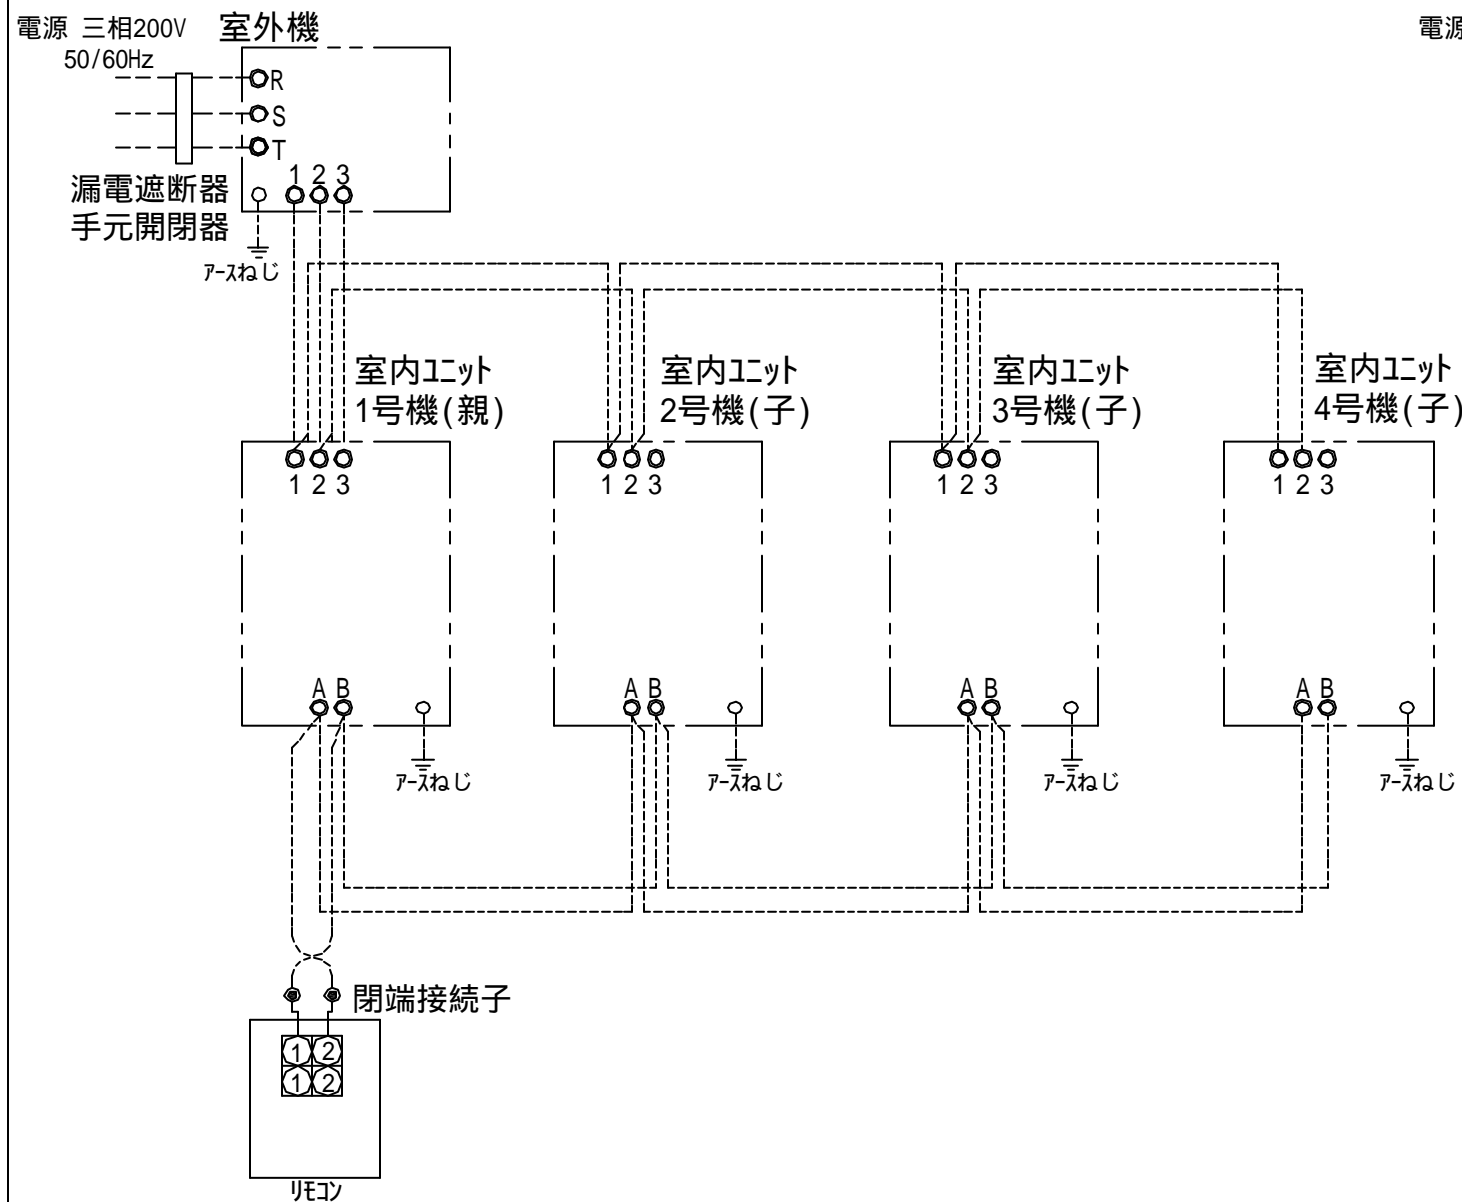 電源 三相200V
50/60Hz
室外機
電源
R
S
T
漏電遮断器
手元開閉器
1 2 3
ｱｰｽねじ
室内ﾕﾆｯﾄ
1号機(親)
室内ﾕﾆｯﾄ
2号機(子)
室内ﾕﾆｯﾄ
3号機(子)
室内ﾕﾆｯﾄ
4号機(子)
1 2 3
1 2 3
1 2 3
1 2 3
A B
A B
A B
A B
ｱｰｽねじ
ｱｰｽねじ
ｱｰｽねじ
ｱｰｽねじ
閉端接続子
1 2
1 2
ﾘﾓｺﾝ